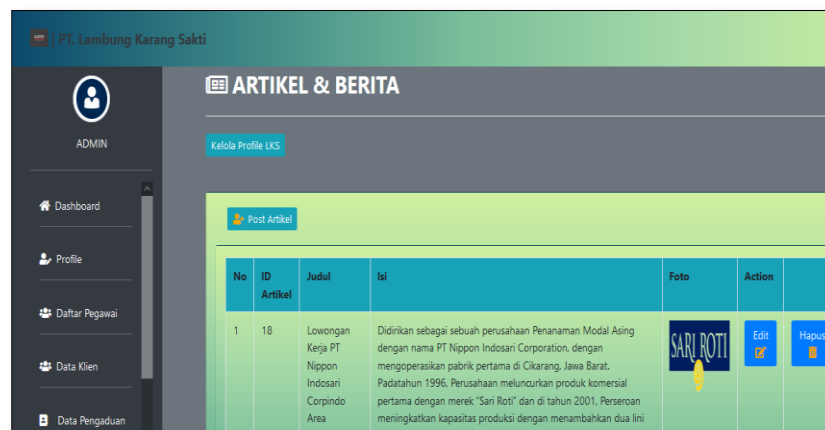 | PT. Lambung Karang Sakti
ADMIN
Dashboard
Profile
Daftar Pegawai
Data Klien
Data Pengaduan
ARTIKEL & BERITA
Kelola Profile LKS
Post Artikel
No ID Artikel Judul Isi Foto Action
1 18 Lowongan Didirikan sebagai sebuah perusahaan Penanaman Modal Asing SARI ROTI Edit Hapus
Kerja PT dengan nama PT Nippon Indosari Corporation, dengan
Nippon mengoperasikan pabrik pertama di Cikarang, Jawa Barat.
Indosari Padatahun 1996, Perusahaan meluncurkan produk komersial
Corpindo pertama dengan merek "Sari Roti" dan di tahun 2001, Perseroan
Area meningkatkan kapasitas produksi dengan menambahkan dua lini